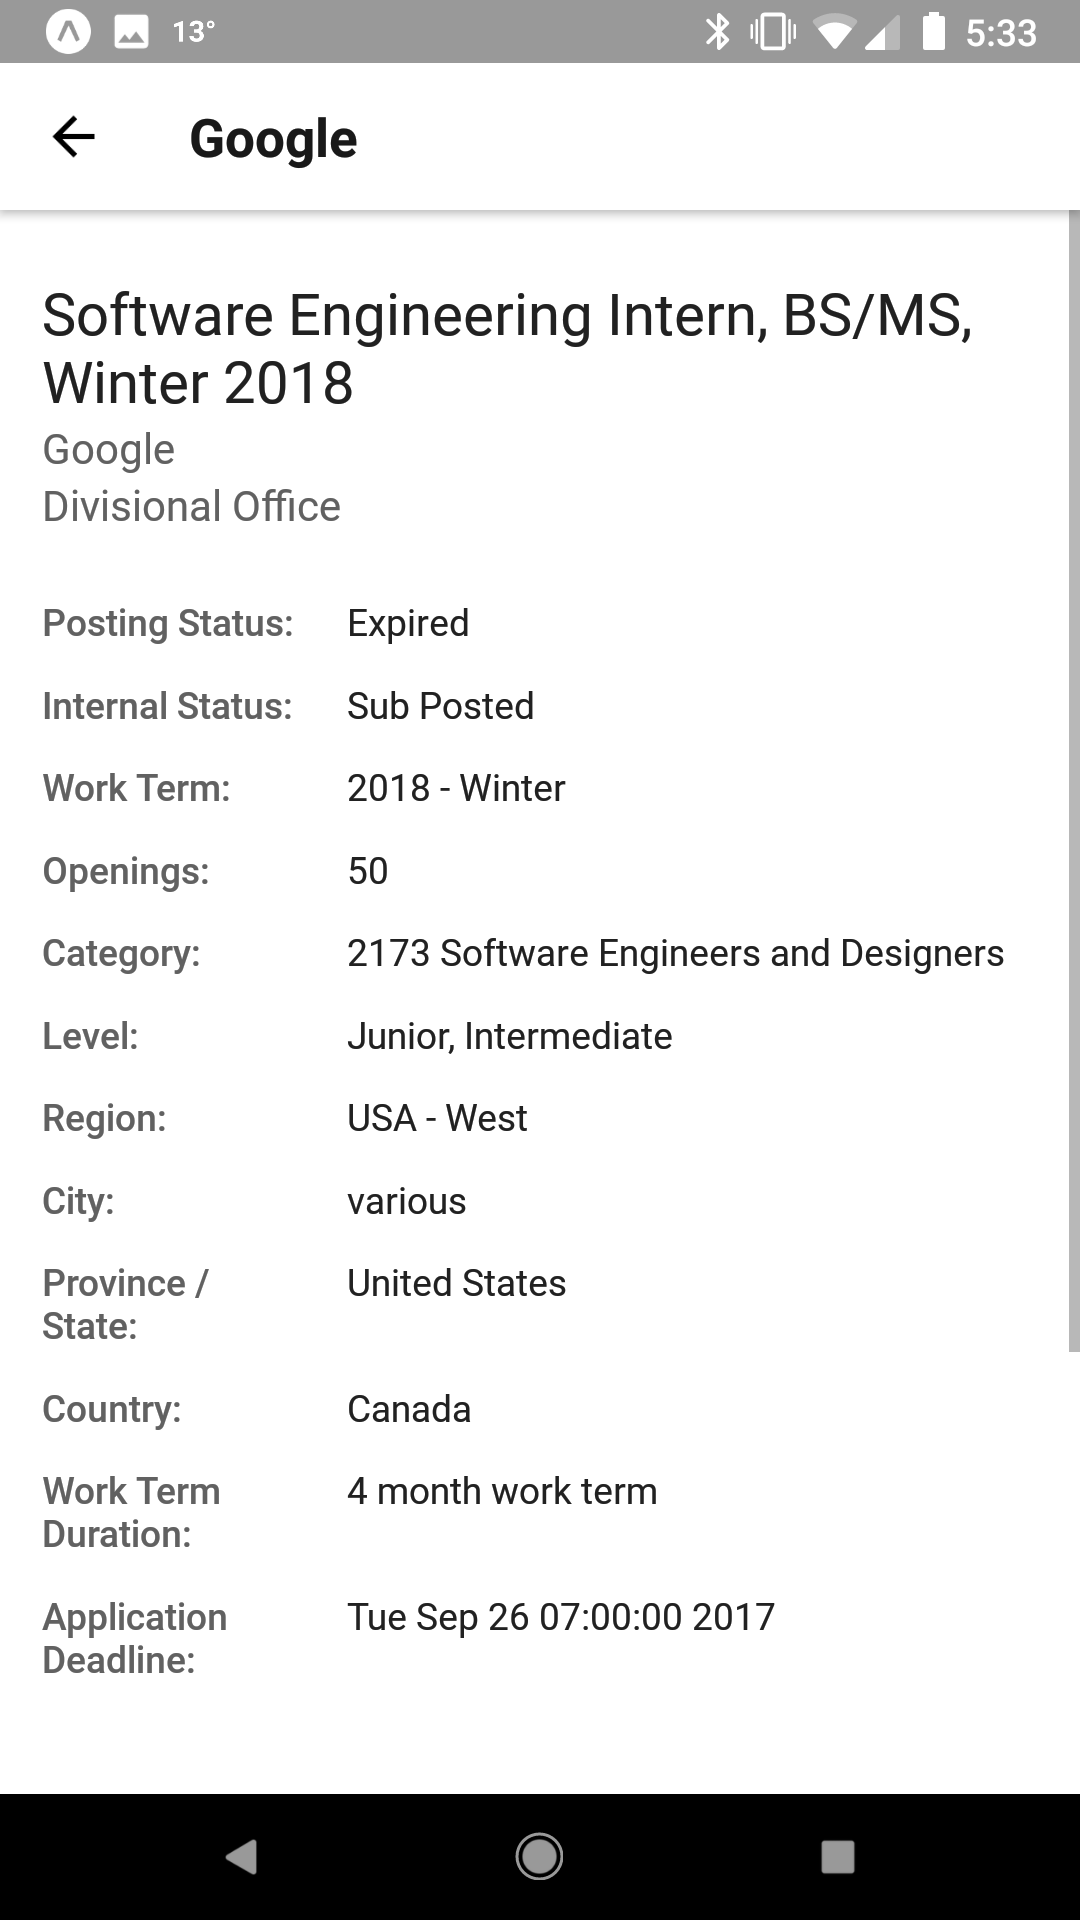 13° 5:33
Google
Software Engineering Intern, BS/MS,
Winter 2018
Google
Divisional Office
Posting Status: Expired
Internal Status: Sub Posted
Work Term: 2018 - Winter
Openings: 50
Category: 2173 Software Engineers and Designers
Level: Junior, Intermediate
Region: USA - West
City: various
Province / United States
State:
Country: Canada
Work Term 4 month work term
Duration:
Application Tue Sep 26 07:00:00 2017
Deadline: